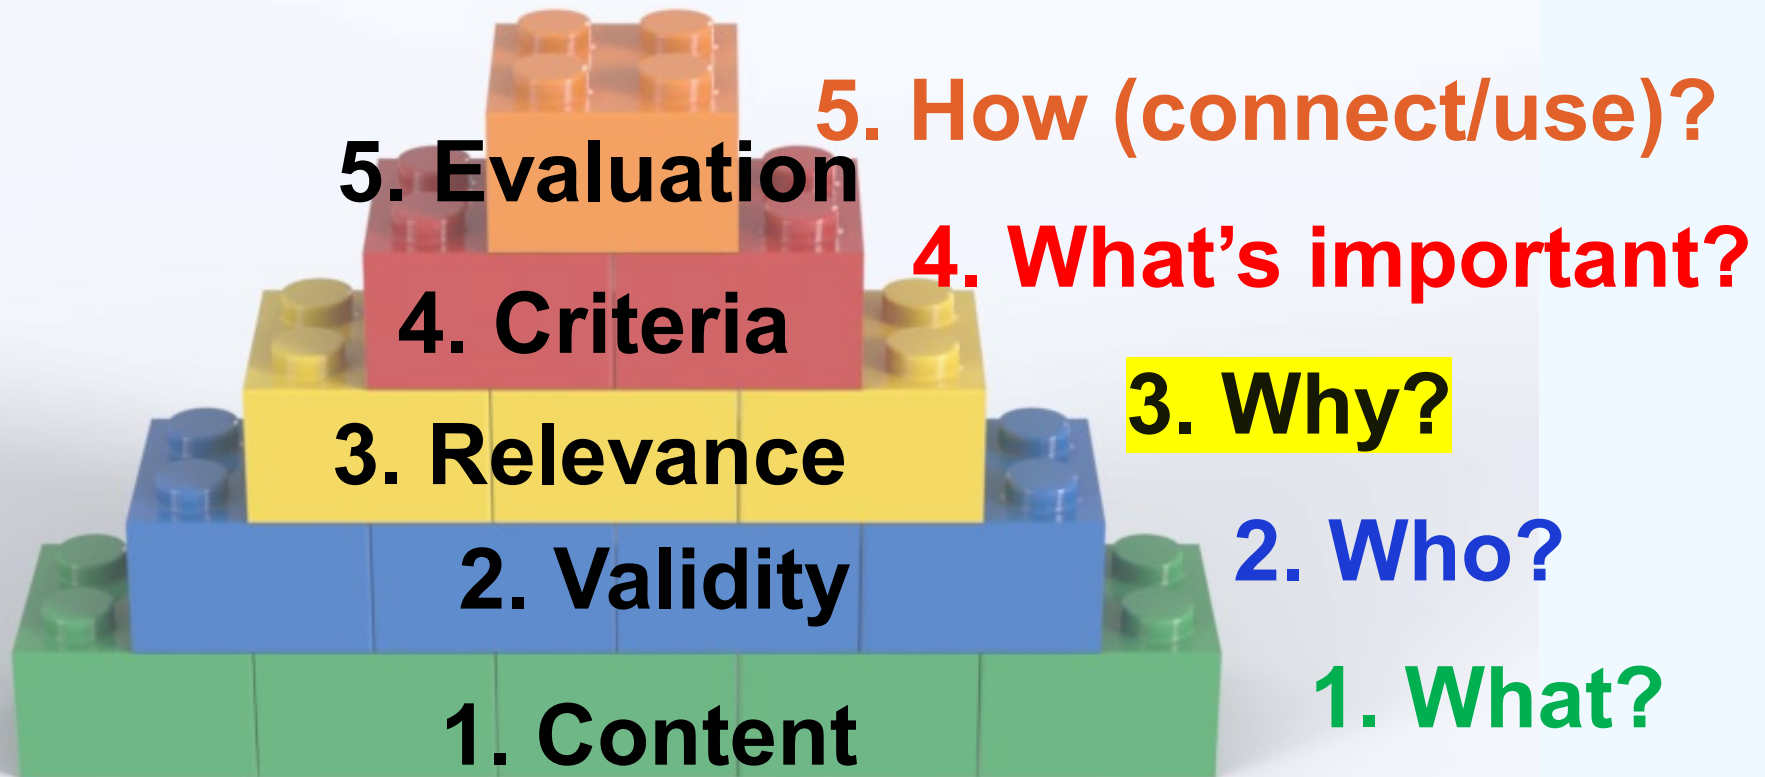 5. How (connect/use)?
5. Evaluation
4. What’s important?
4. Criteria
3. Why?
3. Relevance
2. Who?
2. Validity
1. What?
1. Content